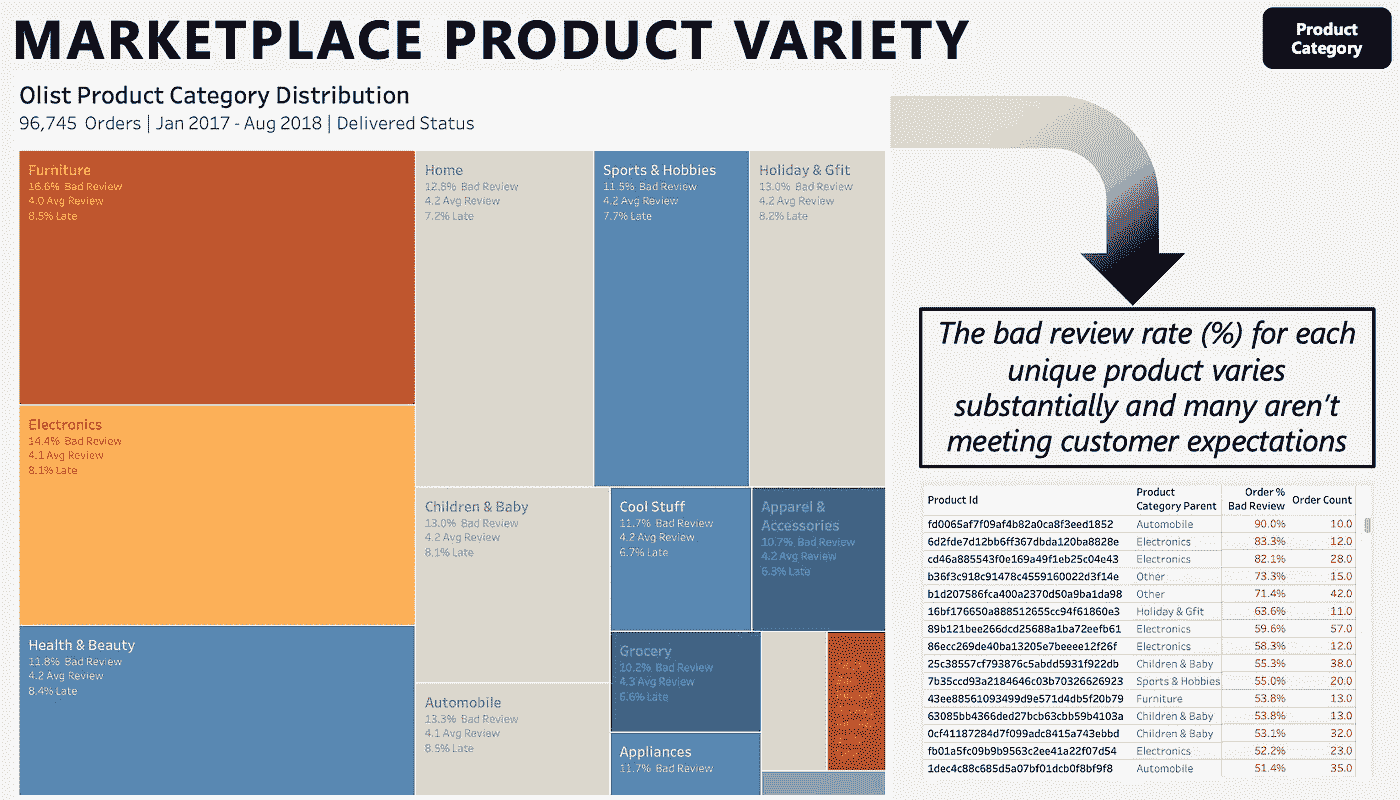 MARKETPLACE PRODUCT VARIETY
Product
Category
Olist Product Category Distribution
96,745 Orders | Jan 2017 - Aug 2018 | Delivered Status
Furniture
16.6% Bad Review
4.0 Avg Review
8.5% Late
Electronics
14.4% Bad Review
4.1 Avg Review
8.1% Late
Health & Beauty
11.8% Bad Review
4.2 Avg Review
8.4% Late
Home
12.8% Bad Review
4.2 Avg Review
7.2% Late
Sports & Hobbies
11.5% Bad Review
4.2 Avg Review
7.7% Late
Holiday & Gfit
13.0% Bad Review
4.2 Avg Review
8.2% Late
Children & Baby
13.0% Bad Review
4.2 Avg Review
8.1% Late
Automobile
13.3% Bad Review
4.1 Avg Review
8.5% Late
Cool Stuff
11.7% Bad Review
4.2 Avg Review
6.7% Late
Apparel &
Accessories
10.7% Bad Review
4.2 Avg Review
6.3% Late
Grocery
10.2% Bad Review
4.3 Avg Review
6.6% Late
Appliances
11.7% Bad Review
The bad review rate (%) for each
unique product varies
substantially and many aren't
meeting customer expectations
Product Id Product Category Parent Order % Bad Review Order Count
fd0065af7f09af4b82a0ca8f3eed1852 Automobile 90.0% 10.0
6d2fde7d12bb6ff367dbda120ba8828e Electronics 83.3% 12.0
cd46a885543f0e169a49f1eb25c04e43 Electronics 82.1% 28.0
b36f3c918c91478c4559160022d3f14e Other 73.3% 15.0
b1d207586fca400a2370d50a9ba1da98 Other 71.4% 42.0
16bf176650a888512655cc94f61860e3 Holiday & Gfit 63.6% 11.0
89b121bee266dcd25688a1ba72eefb61 Electronics 59.6% 57.0
86ecc269de40ba13205e7beeee12f26f Electronics 58.3% 12.0
25c38557cf793876c5abdd5931f922db Children & Baby 55.3% 38.0
7b35ccd93a2184646c03b70326626923 Sports & Hobbies 55.0% 20.0
43ee88561093499d9e571d4db5f20b79 Furniture 53.8% 13.0
63085bb4366ded27bcb63cbb59b4103a Children & Baby 53.8% 13.0
0cf41187284d7f099adc8415a743ebbd Children & Baby 53.1% 32.0
fb01a5fc09b9b9563c2ee41a22f07d54 Electronics 52.2% 23.0
1dec4c88c685d5a07bf01dcb0f8bf9f8 Automobile 51.4% 35.0